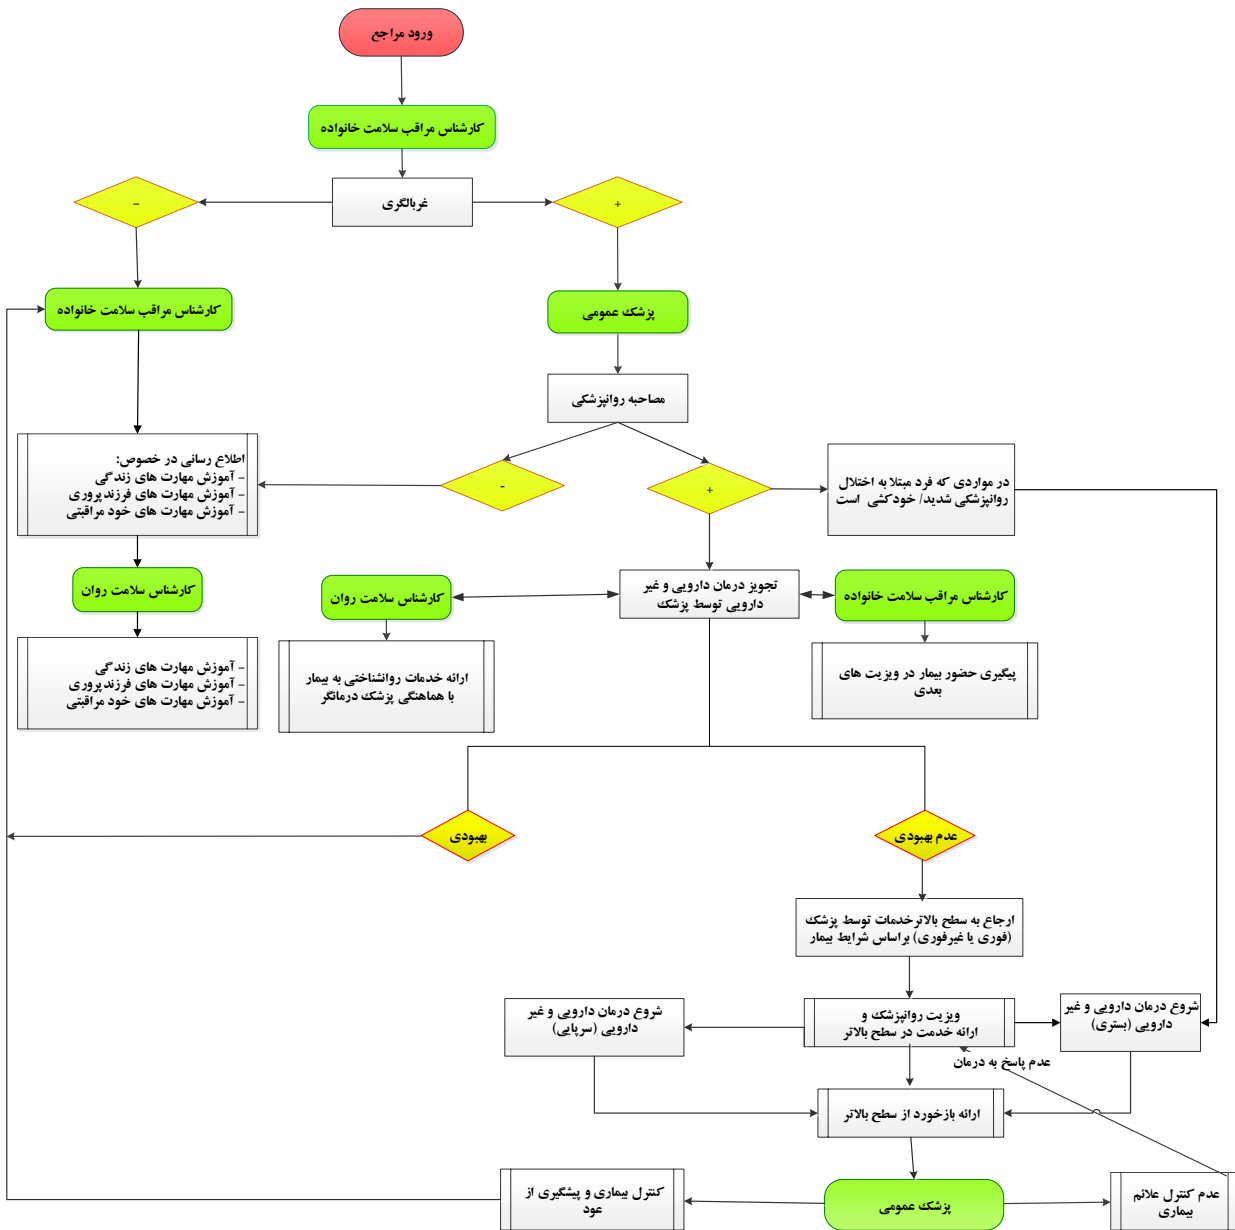 ورود مراجع
کارشناس مراقب سلامت خانواده
غربالگری
–
+
کارشناس مراقب سلامت خانواده
پزشک عمومی
مصاحبه روانپزشکی
اطلاع رسانی در خصوص:
– آموزش مهارت های زندگی
– آموزش مهارت های فرزندپروری
– آموزش مهارت های خود مراقبتی
-
+
در مواردی که فرد مبتلا به اختلال
روانپزشکی شدید/ خودکشی است
کارشناس سلامت روان
کارشناس سلامت روان
تجویز درمان دارویی و غیر
دارویی توسط پزشک
کارشناس مراقب سلامت خانواده
– آموزش مهارت های زندگی
– آموزش مهارت های فرزندپروری
– آموزش مهارت های خود مراقبتی
ارائه خدمات روانشناختی به بیمار
با هماهنگی پزشک درمانگر
پیگیری حضور بیمار در ویزیت های
بعدی
بهبودی
عدم بهبودی
ارجاع به سطح بالاترخدمات توسط پزشک
(فوری یا غیرفوری) براساس شرایط بیمار
شروع درمان دارویی و غیر
دارویی (سرپایی)
ویزیت روانپزشک و
ارائه خدمت در سطح بالاتر
شروع درمان دارویی و غیر
دارویی (بستری)
عدم پاسخ به درمان
ارائه بازخورد از سطح بالاتر
کنترل بیماری و پیشگیری از
عود
پزشک عمومی
عدم کنترل علائم
بیماری